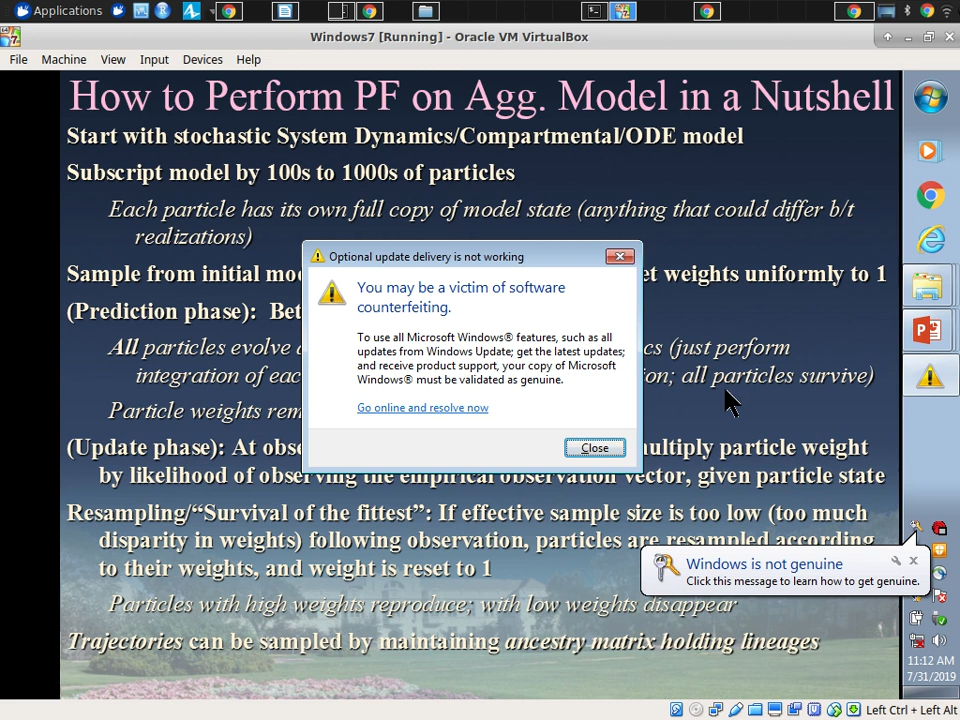 Applications
Windows7 [Running] - Oracle VM VirtualBox
File Machine View Input Devices Help
How to Perform PF on Agg. Model in a Nutshell
Start with stochastic System Dynamics/Compartmental/ODE model
Subscript model by 100s to 1000s of particles
Each particle has its own full copy of model state (anything that could differ b/t
realizations)
Sample from initial
weights uniformly to 1
(Prediction phase):
All particles evolve
(just perform
integration of
all particles survive)
Particle weights
(Update phase): At
multiply particle weight
by likelihood of observing the empirical observation vector, given particle state
Resampling/“Survival of the fittest”: If effective sample size is too low (too much
disparity in weights) following observation, particles are resampled according
to their weights, and weight is reset to 1
Particles with high weights reproduce; with low weights disappear
Trajectories can be sampled by maintaining ancestry matrix holding lineages
Optional update delivery is not working
You may be a victim of software
counterfeiting.
To use all Microsoft Windows® features, such as all
updates from Windows Update; get the latest updates;
and receive product support, your copy of Microsoft
Windows® must be validated as genuine.
Go online and resolve now
Close
Windows is not genuine
Click this message to learn how to get genuine.
11:12 AM
7/31/2019
Left Ctrl + Left Alt